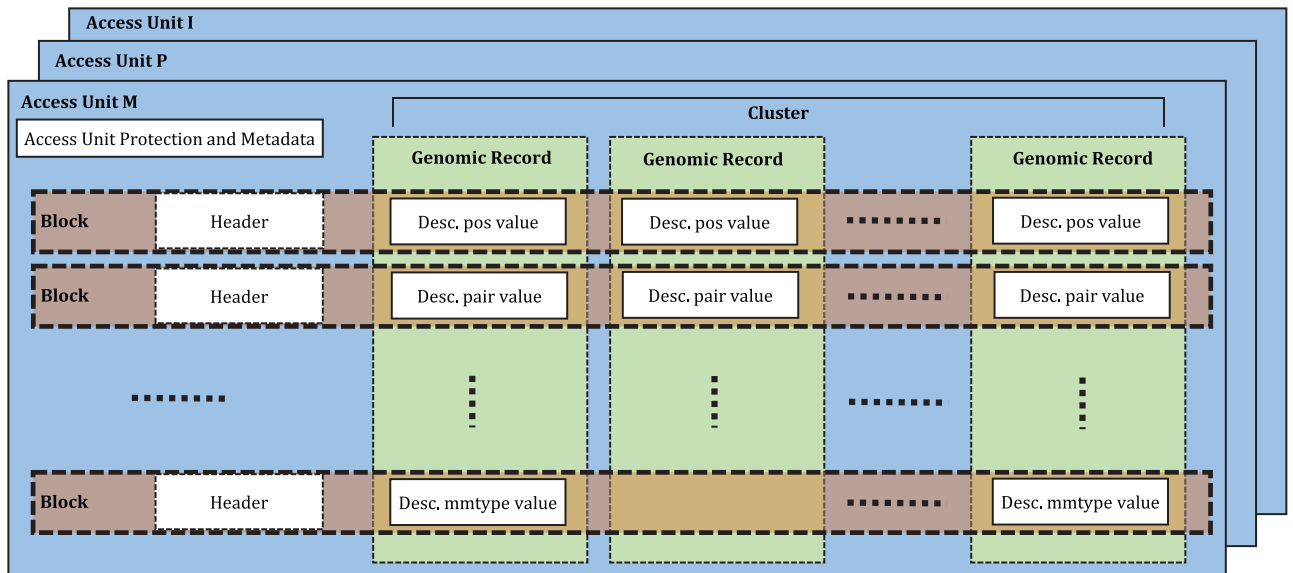 Access Unit I
Access Unit P
Access Unit M
Cluster
Access Unit Protection and Metadata
Genomic Record Genomic Record Genomic Record
Block Header Desc. pos value Desc. pos value Desc. pos value
Block Header Desc. pair value Desc. pair value Desc. pair value
Block Header Desc. mmtype value Desc. mmtype value